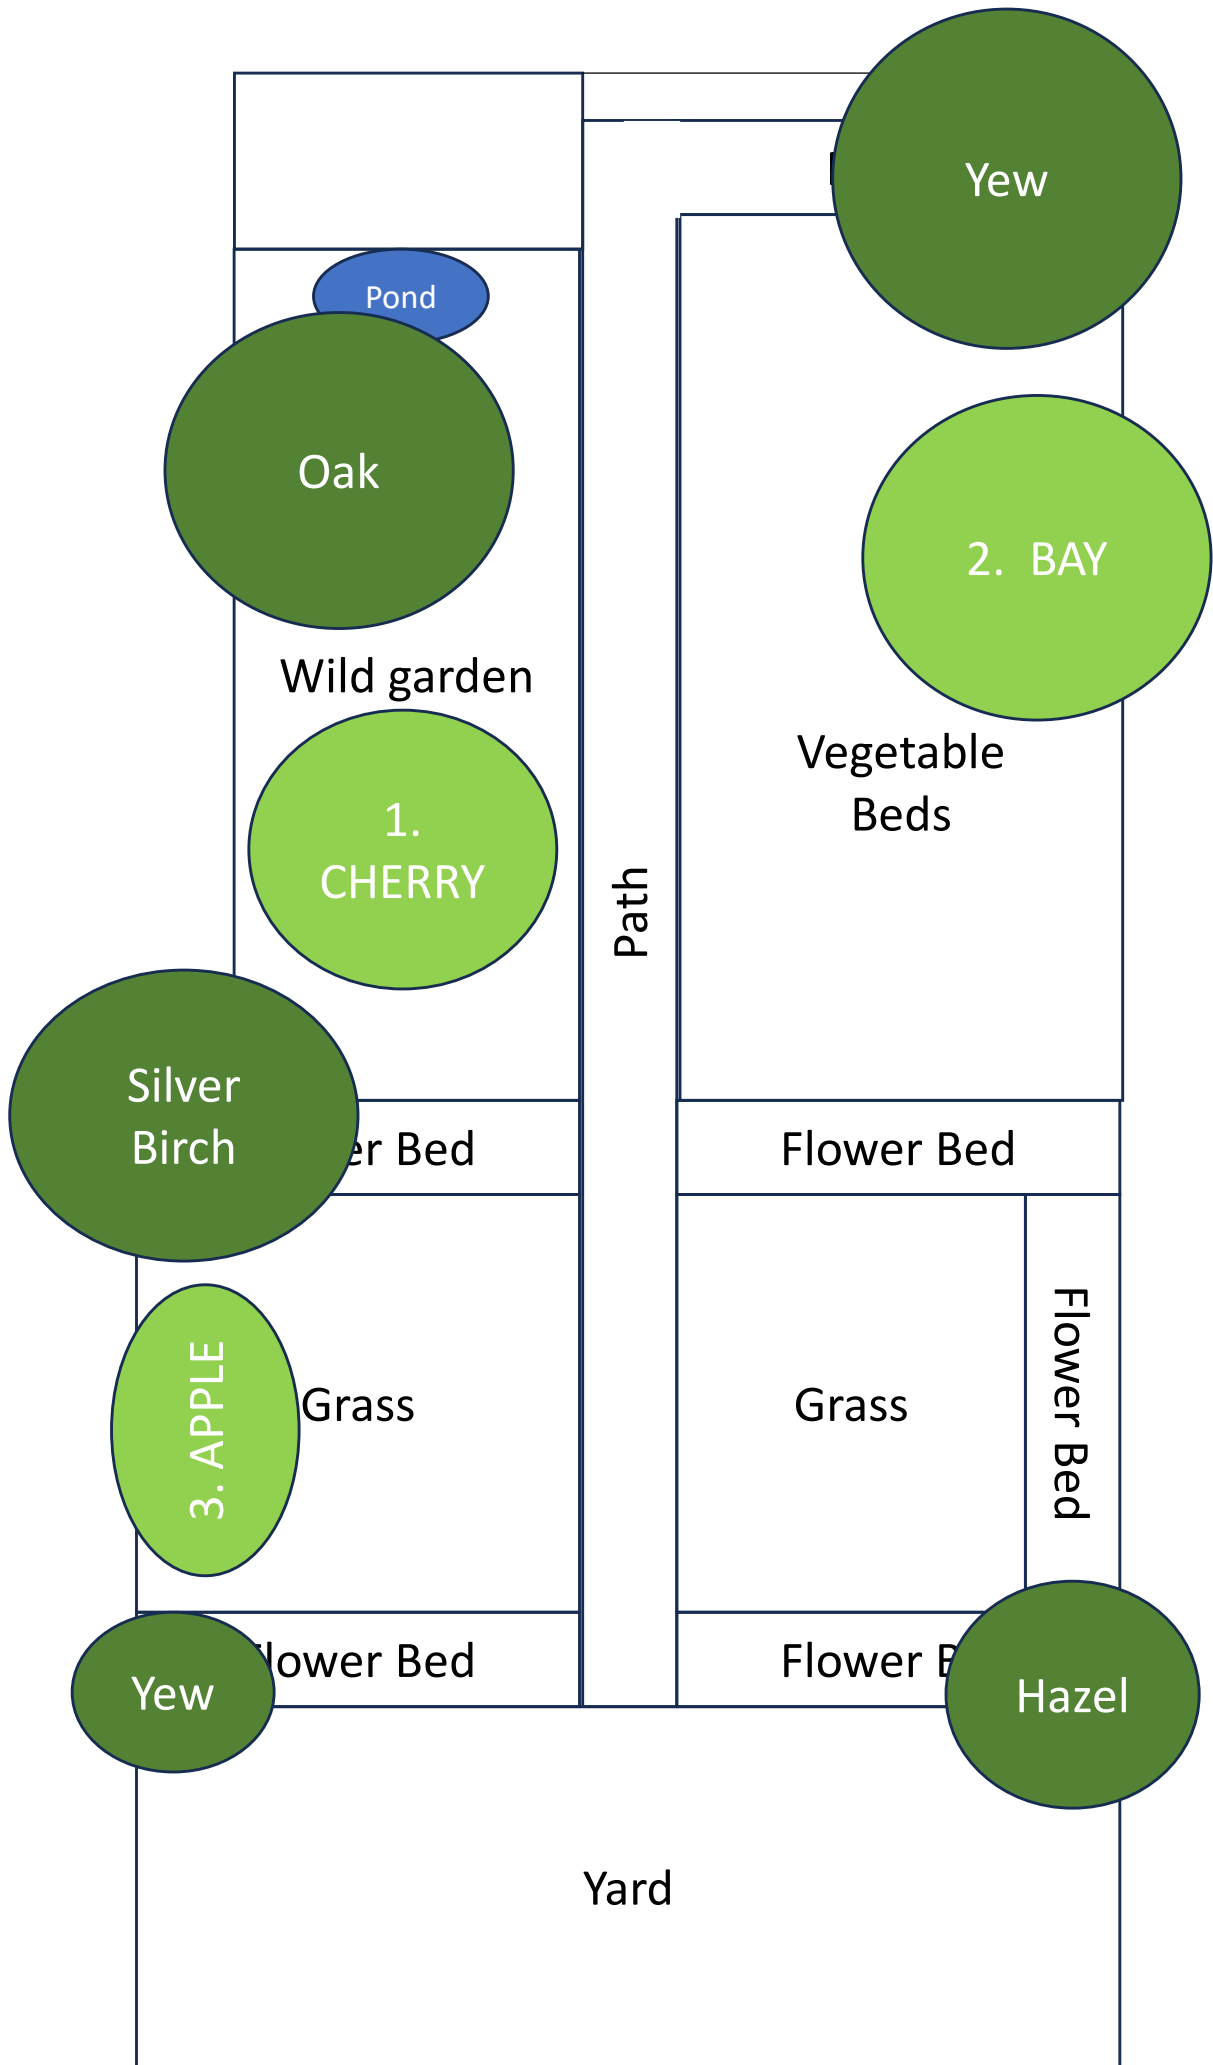 Yew
Pond
Oak
2. BAY
Wild garden
Vegetable
Beds
1.
CHERRY
Path
Silver
Birch
er Bed
Flower Bed
3. APPLE
Grass
Grass
Flower Bed
Yew
lower Bed
Flower B
Hazel
Yard